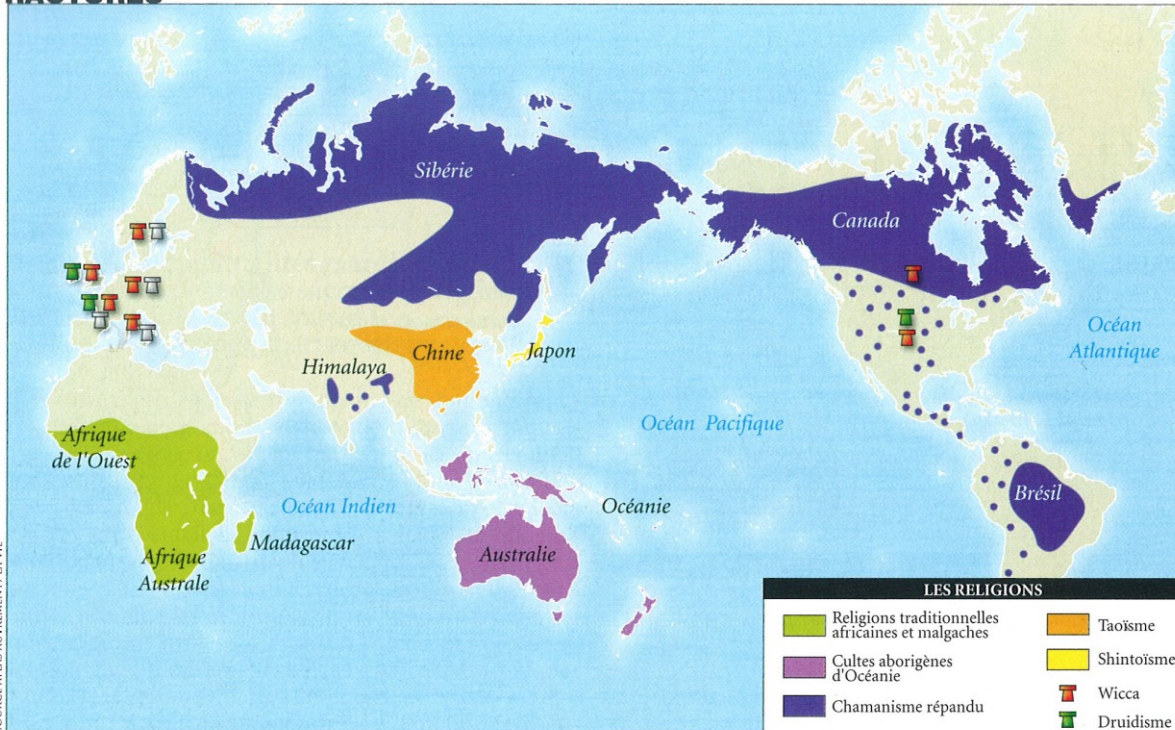 Sibérie
Canada
Océan
Atlantique
Chine
Japon
Himalaya
Océan Pacifique
Afrique
de l'Ouest
Brésil
Océan Indien
Océanie
Madagascar
Australie
Afrique
Australe
LES RELIGIONS
Religions traditionnelles
africaines et malgaches
Cultes aborigènes
d'Océanie
Chamanisme répandu
Taoïsme
Shintoïsme
Wicca
Druidisme